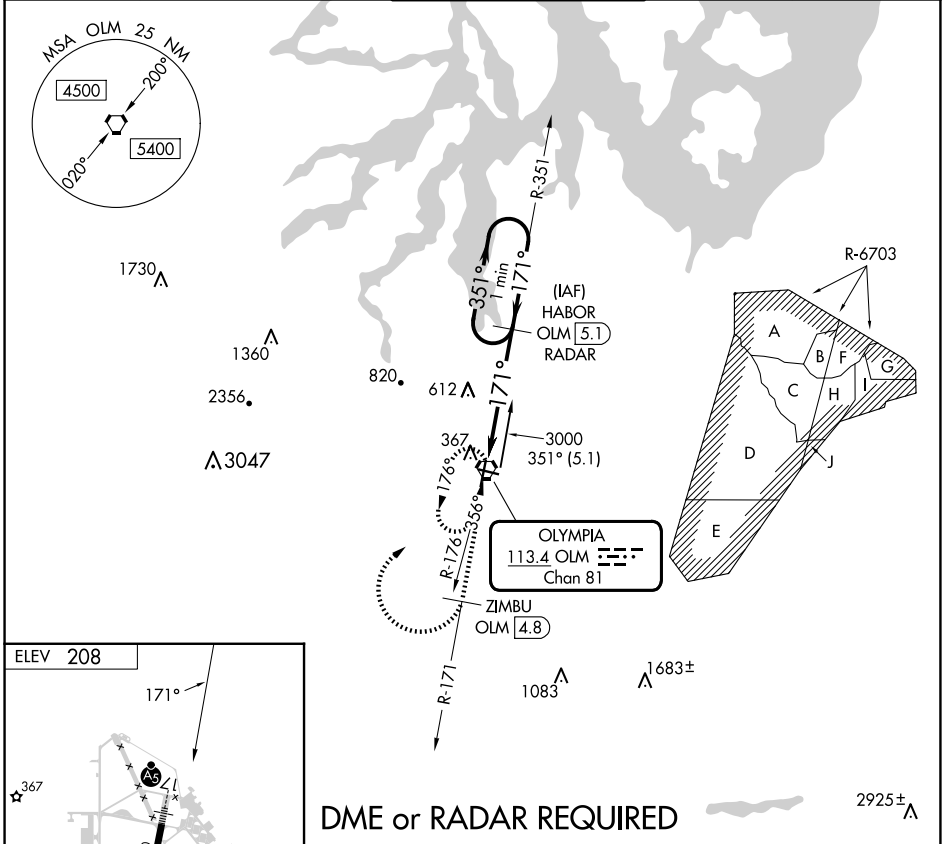 MSA OLM 25 NM
4500
200°
5400
020°
R-351
1730
351°
1 min
171°
(IAF)
HABOR
OLM 5.1
RADAR
R-6703
A
B
F
G
C
H
I
D
J
E
1360
820
612
171°
2356
3047
367
3000
351° (5.1)
176°
356°
R-176
OLYMPIA
113.4 OLM
Chan 81
ZIMBU
OLM 4.8
R-171
1083
1683±
ELEV 208
171°
A5
17
367
DME or RADAR REQUIRED
2925±